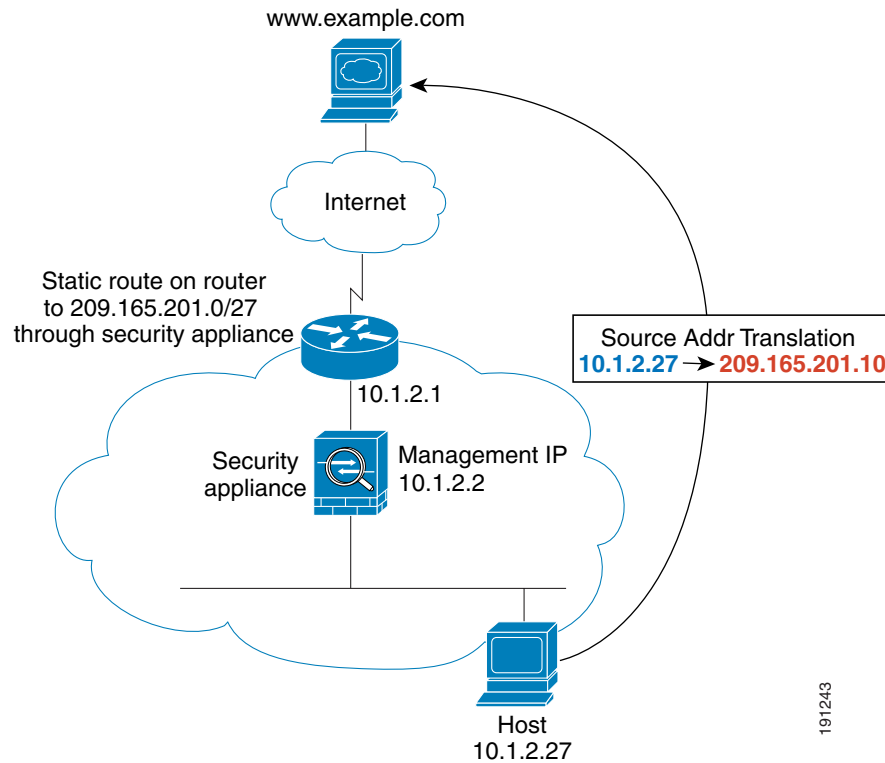 www.example.com
Internet
Static route on router
to 209.165.201.0/27
through security appliance
Source Addr Translation
10.1.2.27 → 209.165.201.10
10.1.2.1
Security
appliance
Management IP
10.1.2.2
Host
10.1.2.27
191243